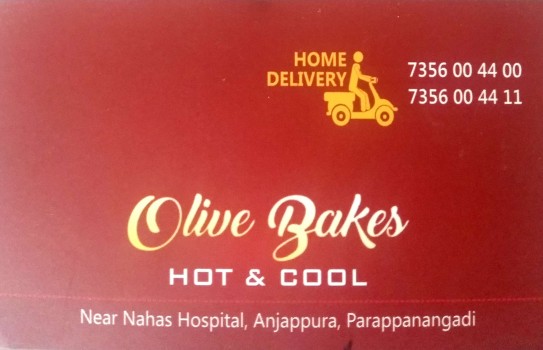 HOME
DELIVERY
7356 00 44 00
7356 00 44 11
Olive Bakes
HOT & COOL
Near Nahas Hospital, Anjappura, Parappanangadi